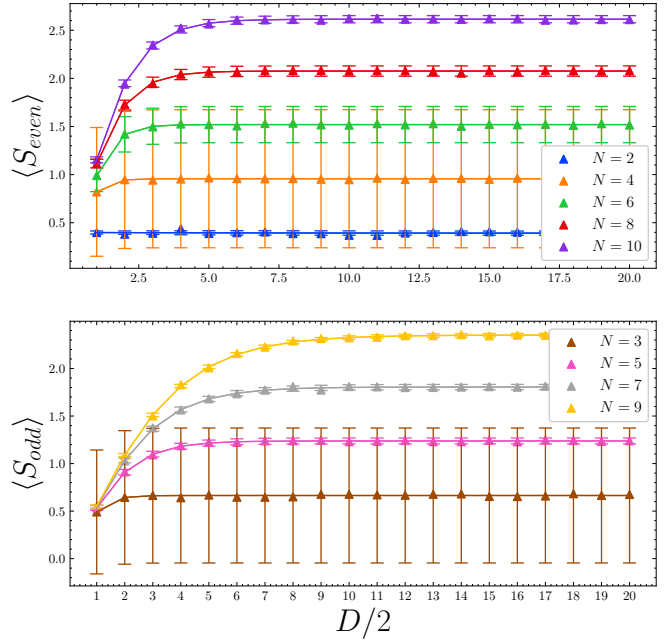 2.5
2.0
1.5
1.0
0.5
⟨S_even⟩
N = 2
N = 4
N = 6
N = 8
N = 10
2.5 5.0 7.5 10.0 12.5 15.0 17.5 20.0
2.0
1.5
1.0
0.5
0.0
⟨S_odd⟩
N = 3
N = 5
N = 7
N = 9
1 2 3 4 5 6 7 8 9 10 11 12 13 14 15 16 17 18 19 20
D/2